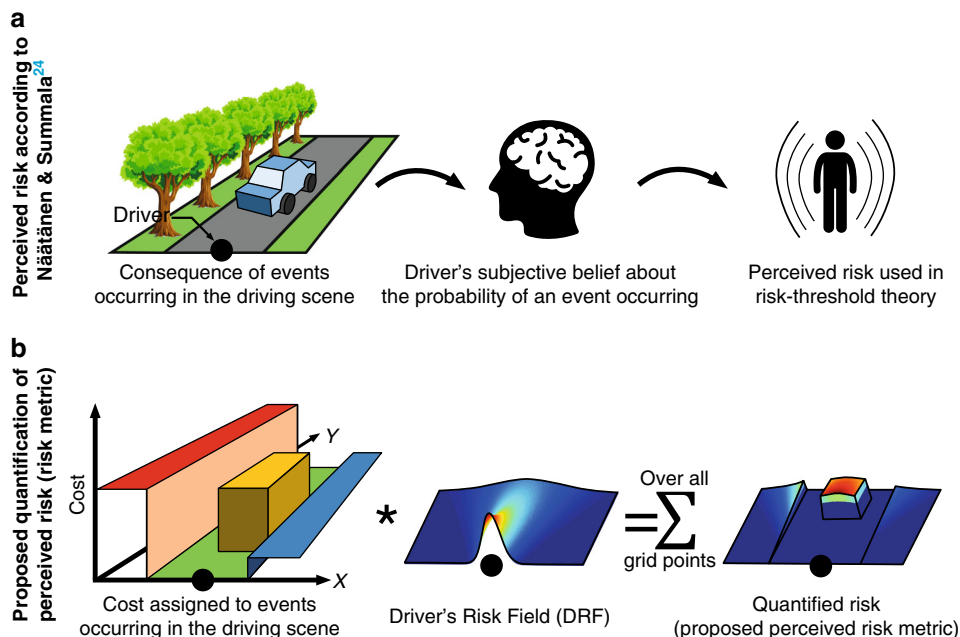 a
Perceived risk according to
Näätänen & Summala24
Driver
Consequence of events
occurring in the driving scene
Driver's subjective belief about
the probability of an event occurring
Perceived risk used in
risk-threshold theory
b
Proposed quantification of
perceived risk (risk metric)
Cost
Y
X
*
=
Over all
Σ
grid points
Cost assigned to events
occurring in the driving scene
Driver's Risk Field (DRF)
Quantified risk
(proposed perceived risk metric)